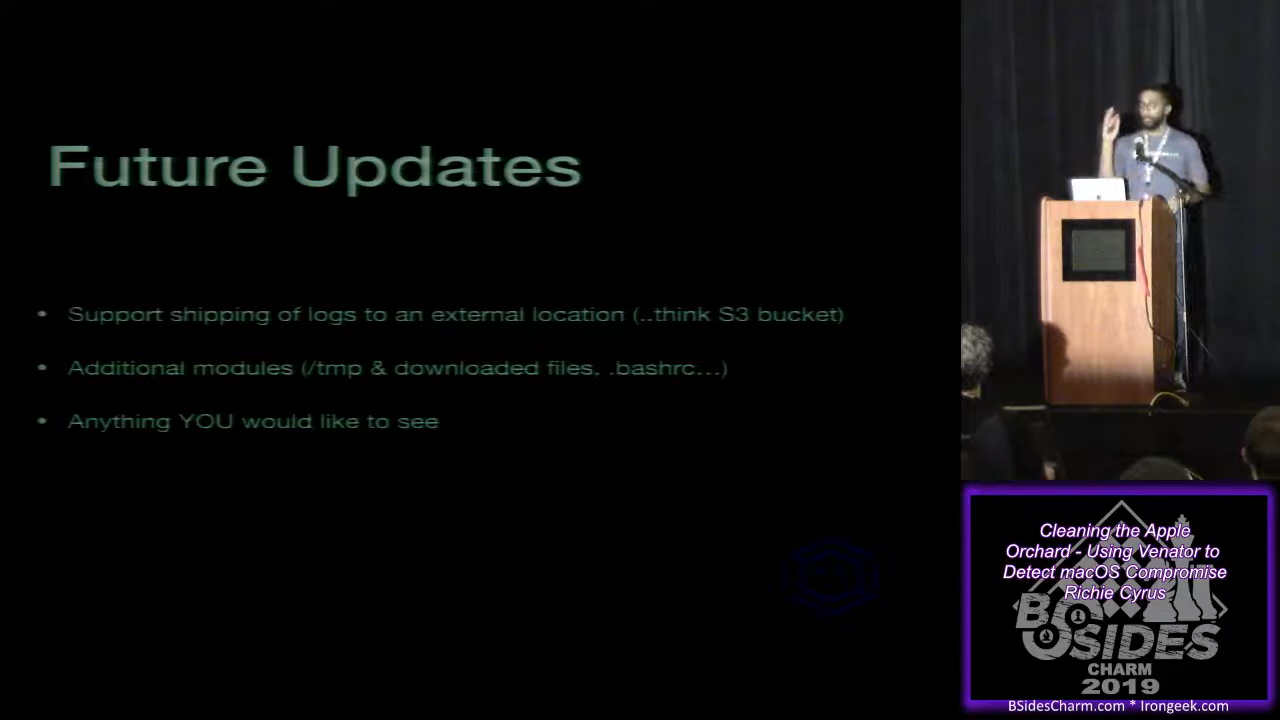 Future Updates
• Support shipping of logs to an external location (..think S3 bucket)
• Additional modules (/tmp & downloaded files, .bashrc...)
• Anything YOU would like to see
Cleaning the Apple
Orchard - Using Venator to
Detect macOS Compromise
Richie Cyrus
BSIDES
CHARM
2019
BSidesCharm.com * Irongeek.com